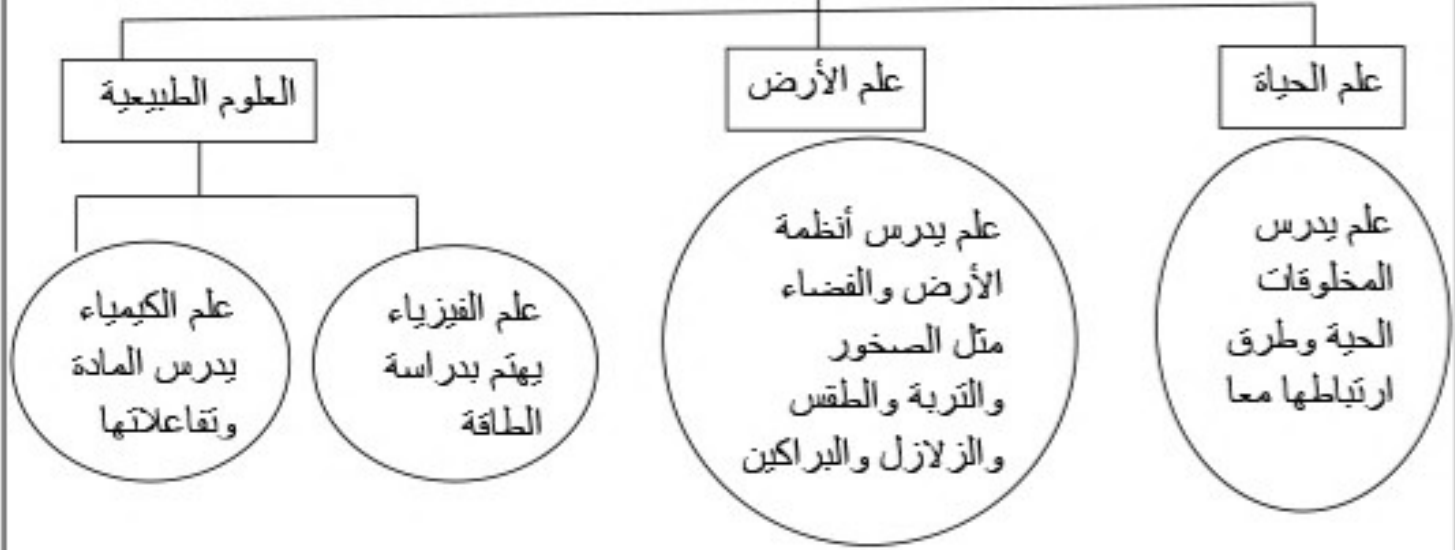 علم الحياة
علم الأرض
العلوم الطبيعية
علم يدرس
المخلوقات
الحية وطرق
ارتباطها معا
علم يدرس أنظمة
الأرض والفضاء
مثل الصخور
والتربة والطقس
والزلازل والبراكين
علم الفيزياء
يهتم بدراسة
الطاقة
علم الكيمياء
يدرس المادة
وتفاعلاتها